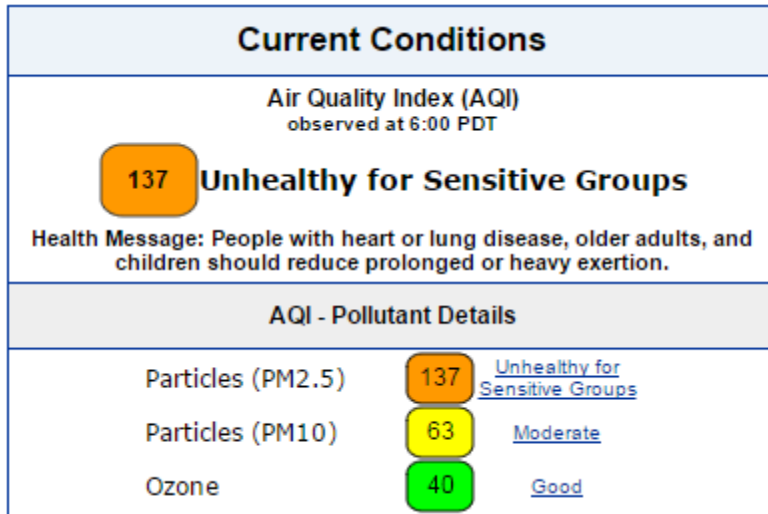 Current Conditions
Air Quality Index (AQI)
observed at 6:00 PDT
137 Unhealthy for Sensitive Groups
Health Message: People with heart or lung disease, older adults, and
children should reduce prolonged or heavy exertion.
AQI - Pollutant Details
Particles (PM2.5) 137 Unhealthy for
Sensitive Groups
Particles (PM10) 63 Moderate
Ozone 40 Good